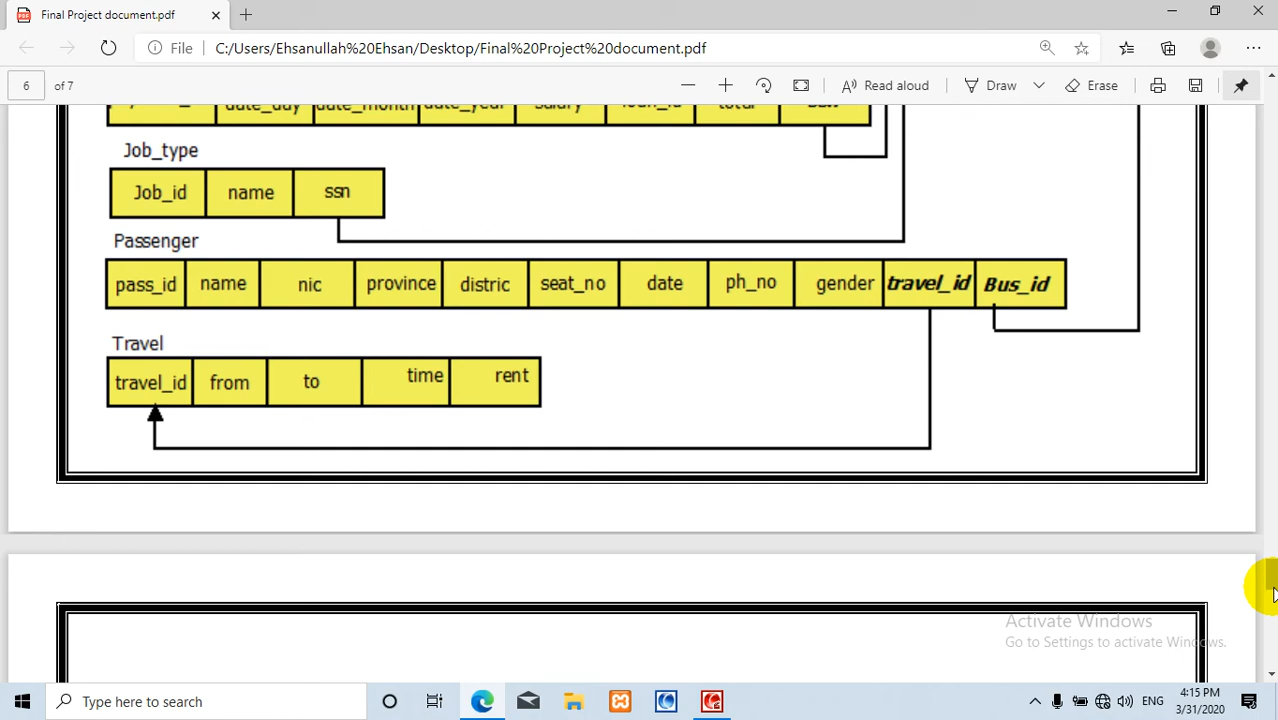 Final Project document.pdf
File C:/Users/Ehsanullah%20Ehsan/Desktop/Final%20Project%20document.pdf
6 of 7 Read aloud Draw Erase
date_day date_month date_year salary loan_id total
Job_type
Job_id name ssn
Passenger
pass_id name nic province distric seat_no date ph_no gender travel_id Bus_id
Travel
travel_id from to time rent
Activate Windows
Go to Settings to activate Windows.
Type here to search
ENG
4:15 PM
3/31/2020